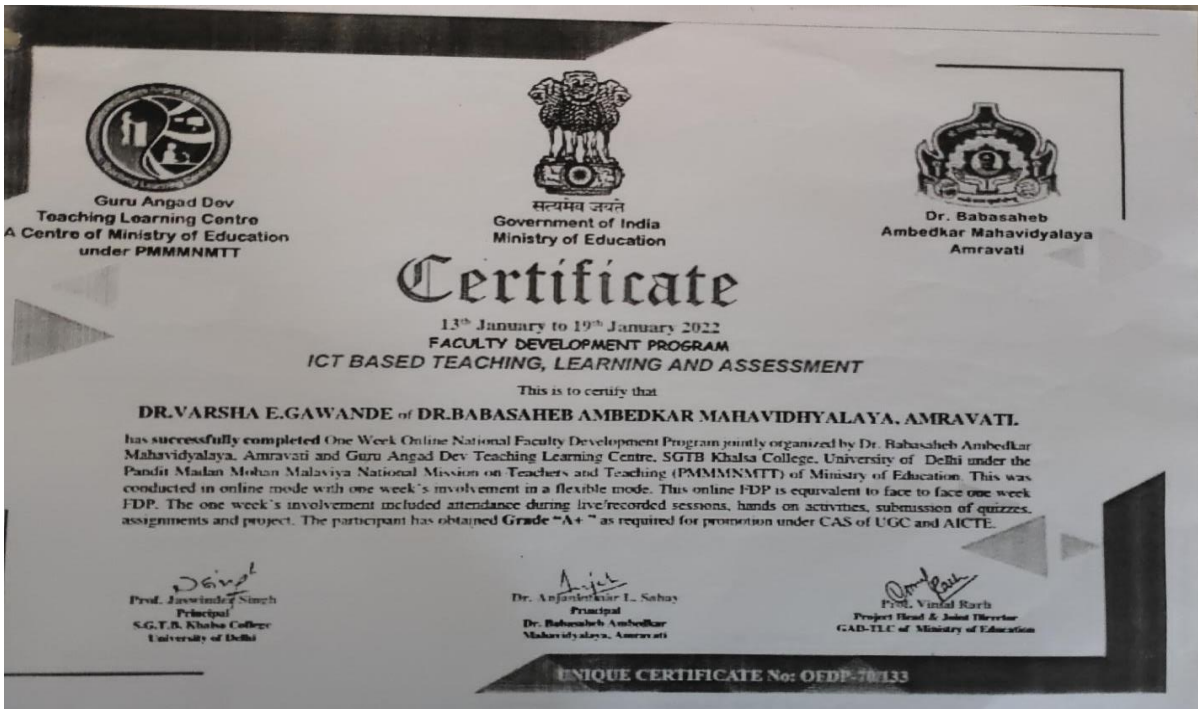 Guru Angad Dev
Teaching Learning Centre
A Centre of Ministry of Education
under PMMMNMTT
सत्यमेव जयते
Government of India
Ministry of Education
Dr. Babasaheb
Ambedkar Mahavidyalaya
Amravati
Certificate
13th January to 19th January 2022
FACULTY DEVELOPMENT PROGRAM
ICT BASED TEACHING, LEARNING AND ASSESSMENT
This is to certify that
DR.VARSHA E.GAWANDE of DR.BABASAHEB AMBEDKAR MAHAVIDHYALAYA, AMRAVATI.
has successfully completed One Week Online National Faculty Development Program jointly organized by Dr. Babasaheb Ambedkar
Mahavidyalaya, Amravati and Guru Angad Dev Teaching Learning Centre, SGTB Khalsa College, University of Delhi under the
Pandit Madan Mohan Malaviya National Mission on Teachers and Teaching (PMMMNMTT) of Ministry of Education. This was
conducted in online mode with one week's involvement in a flexible mode. This online FDP is equivalent to face to face one week
FDP. The one week's involvement included attendance during live/recorded sessions, hands on activities, submission of quizzes,
assignments and project. The participant has obtained Grade "A+ " as required for promotion under CAS of UGC and AICTE.
Prof. Jaswinder Singh
Principal
S.G.T.B. Khalsa College
University of Delhi
Dr. L. Sahay
Principal
Dr. Babasaheb Ambedkar
Mahavidyalaya, Amravati
Prof. Vimal Rarh
Project Head & Joint Director
GAD-TLC of Ministry of Education
UNIQUE CERTIFICATE No: OFDP-70/133